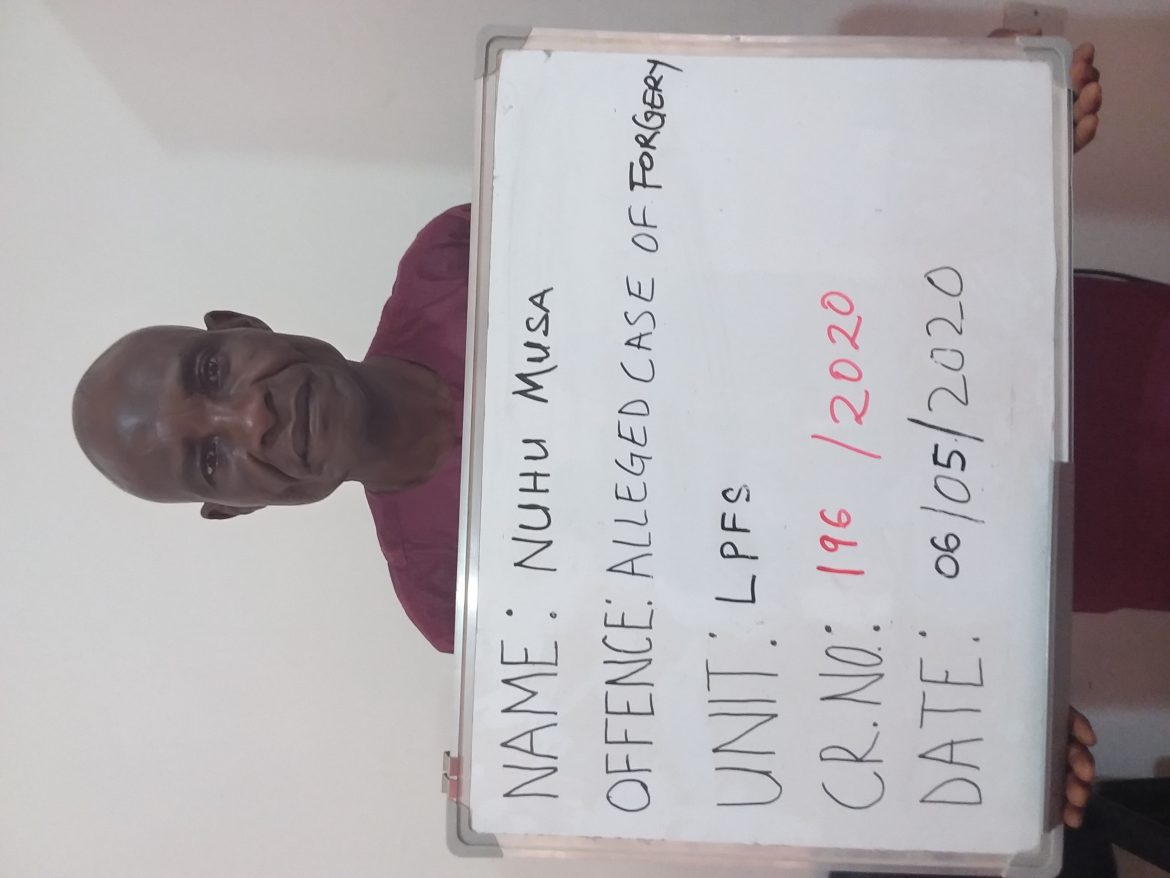 NAME: NUHU MUSA
OFFENCE: ALLEGED CASE OF FORGERY
UNIT: LPFS
CR. No.: 196 / 2020
DATE: 06/05/2020